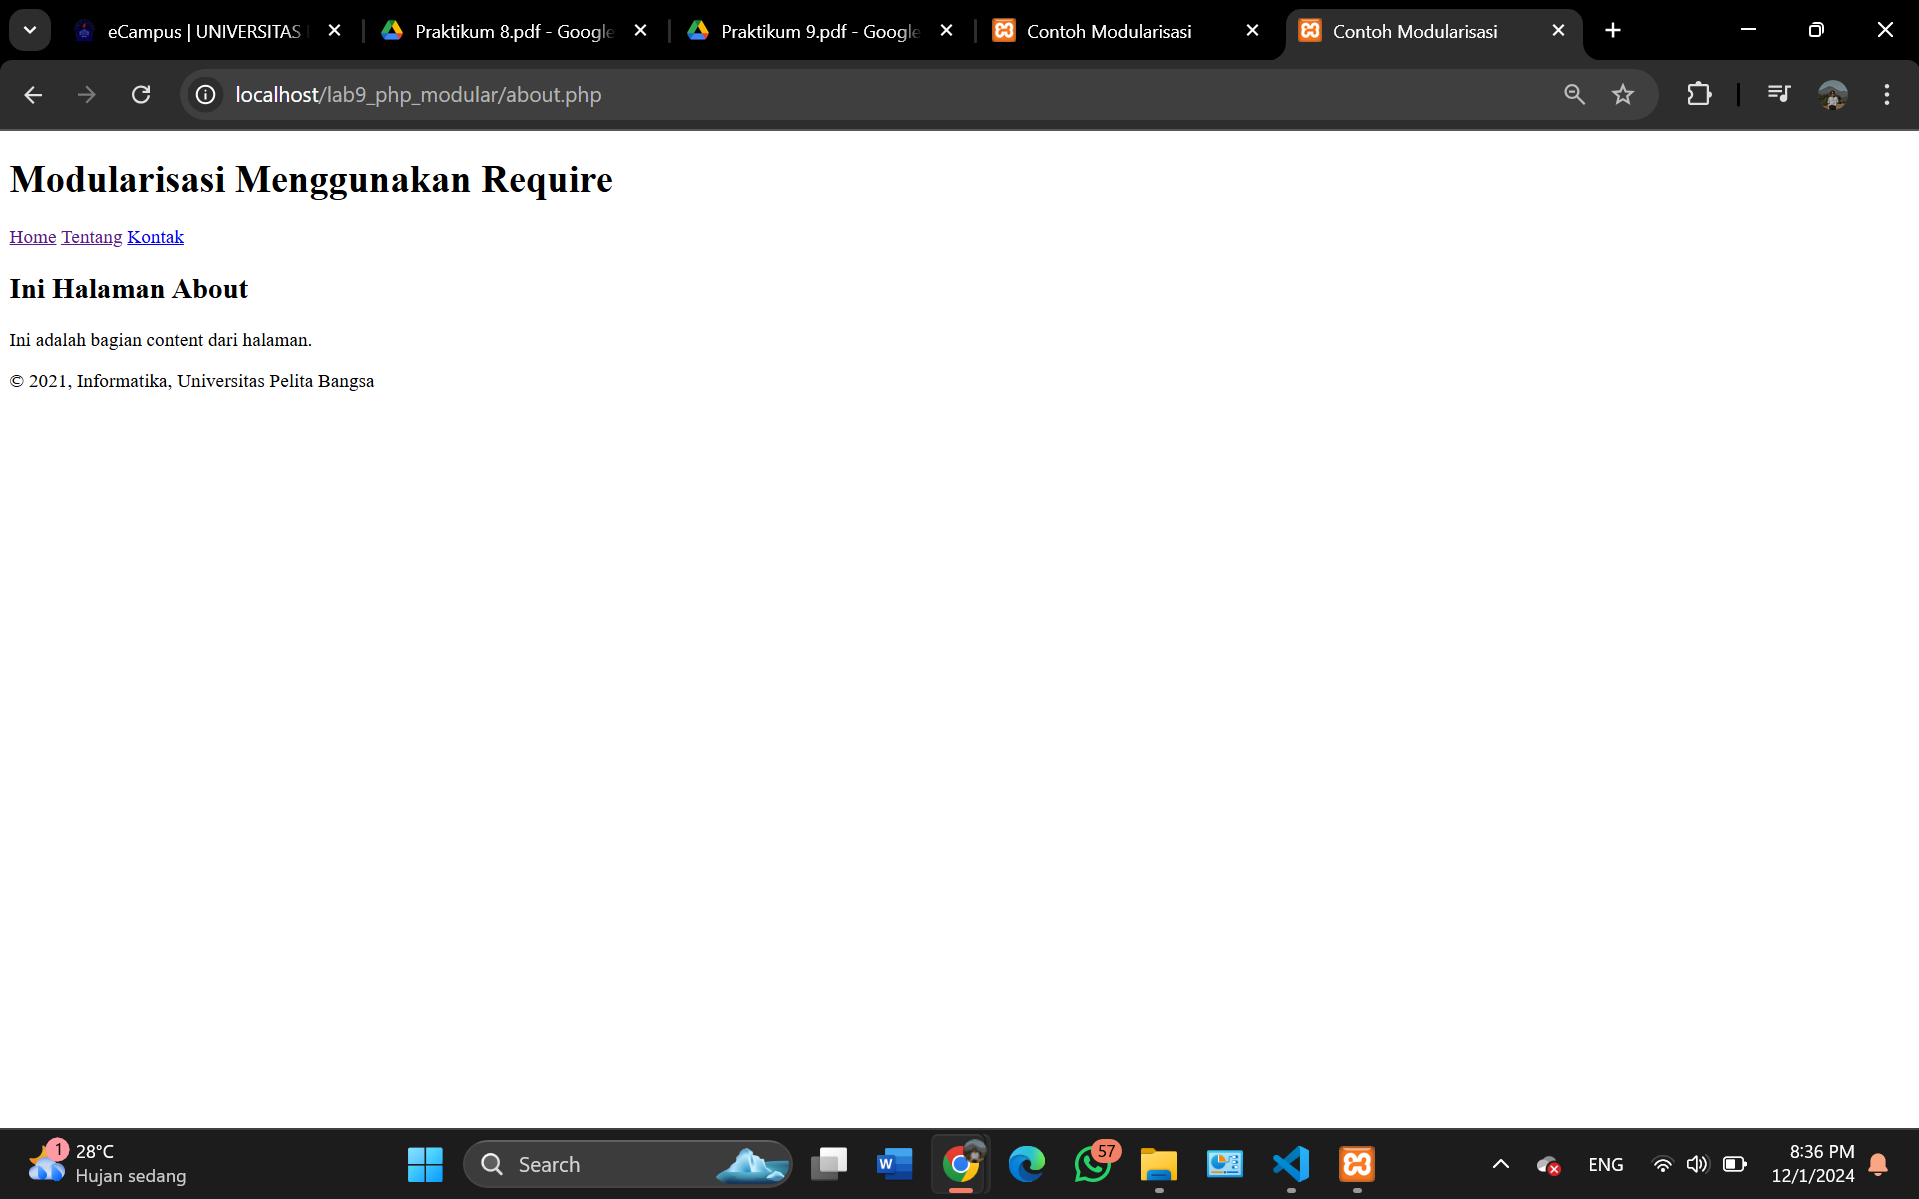 eCampus | UNIVERSITAS
Praktikum 8.pdf - Google
Praktikum 9.pdf - Google
Contoh Modularisasi
Contoh Modularisasi
localhost/lab9_php_modular/about.php
Modularisasi Menggunakan Require
Home Tentang Kontak
Ini Halaman About
Ini adalah bagian content dari halaman.
© 2021, Informatika, Universitas Pelita Bangsa
1
28°C
Hujan sedang
Search
W
57
ENG
8:36 PM
12/1/2024